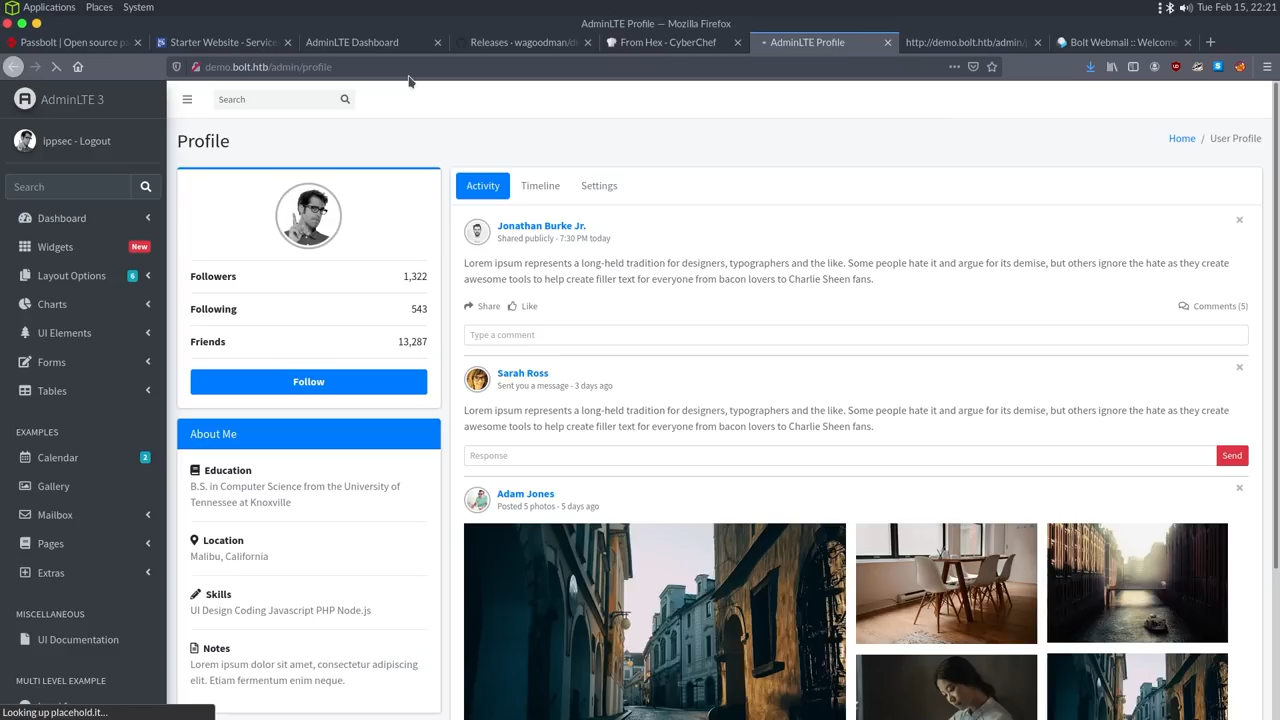 Applications Places System
Tue Feb 15, 22:21
AdminLTE Profile — Mozilla Firefox
Passbolt | Open source p
Starter Website - Service
AdminLTE Dashboard
Releases · wagoodman/di
From Hex - CyberChef
AdminLTE Profile
http://demo.bolt.htb/admin/
Bolt Webmail :: Welcome
demo.bolt.htb/admin/profile
AdminLTE 3
Search
ippsec - Logout
Profile
Home / User Profile
Search
Dashboard
Widgets New
Layout Options 6
Charts
UI Elements
Forms
Tables
EXAMPLES
Calendar 2
Gallery
Mailbox
Pages
Extras
MISCELLANEOUS
UI Documentation
MULTI LEVEL EXAMPLE
Looking up placehold.it...
Followers 1,322
Following 543
Friends 13,287
Follow
About Me
Education
B.S. in Computer Science from the University of
Tennessee at Knoxville
Location
Malibu, California
Skills
UI Design Coding Javascript PHP Node.js
Notes
Lorem ipsum dolor sit amet, consectetur adipiscing
elit. Etiam fermentum enim neque.
Activity Timeline Settings
Jonathan Burke Jr.
Shared publicly - 7:30 PM today
Lorem ipsum represents a long-held tradition for designers, typographers and the like. Some people hate it and argue for its demise, but others ignore the hate as they create
awesome tools to help create filler text for everyone from bacon lovers to Charlie Sheen fans.
Share Like Comments (5)
Type a comment
Sarah Ross
Sent you a message - 3 days ago
Lorem ipsum represents a long-held tradition for designers, typographers and the like. Some people hate it and argue for its demise, but others ignore the hate as they create
awesome tools to help create filler text for everyone from bacon lovers to Charlie Sheen fans.
Response Send
Adam Jones
Posted 5 photos - 5 days ago